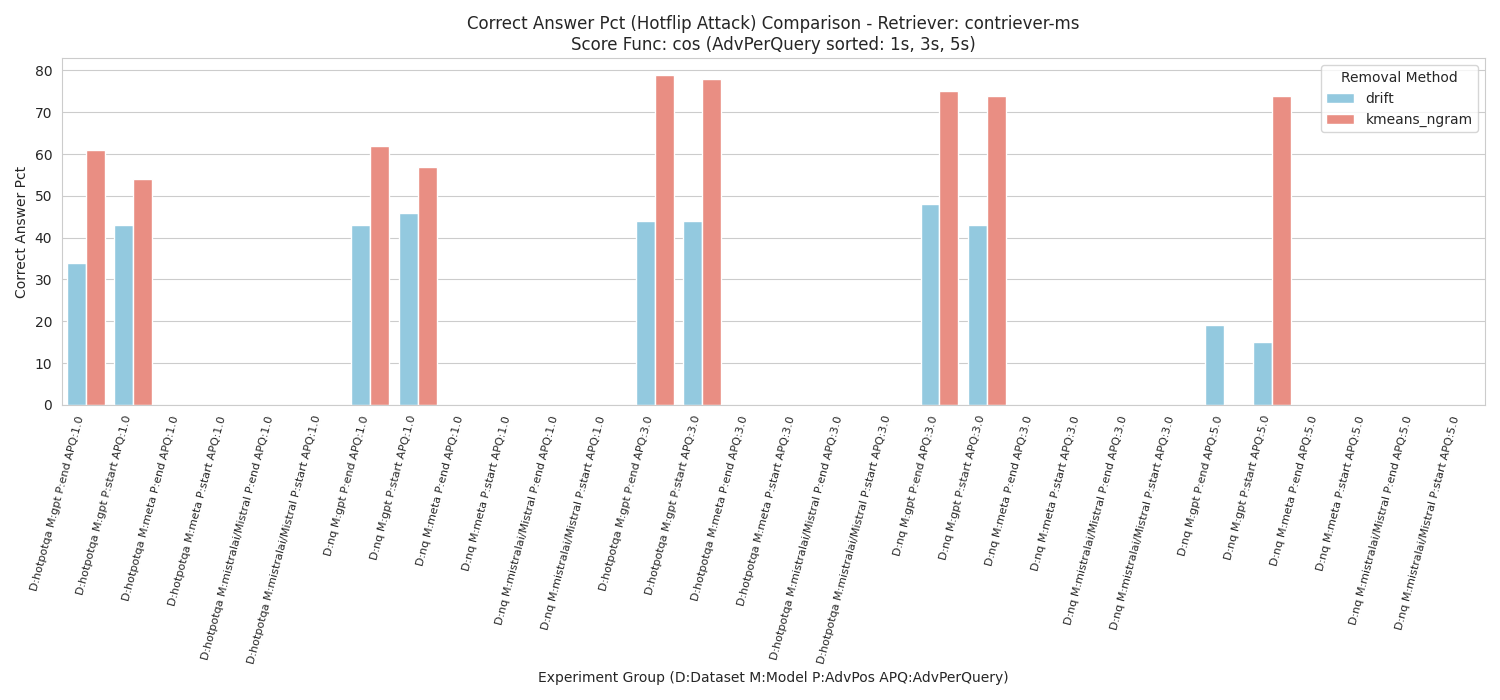 Correct Answer Pct (Hotflip Attack) Comparison - Retriever: contriever-ms
Score Func: cos (AdvPerQuery sorted: 1s, 3s, 5s)
Removal Method
drift
kmeans_ngram
Correct Answer Pct
80
70
60
50
40
30
20
10
0
D:hotpotqa M:gpt P:end APQ:1.0
D:hotpotqa M:gpt P:start APQ:1.0
D:hotpotqa M:meta P:end APQ:1.0
D:hotpotqa M:meta P:start APQ:1.0
D:hotpotqa M:mistralai/Mistral P:end APQ:1.0
D:hotpotqa M:mistralai/Mistral P:start APQ:1.0
D:nq M:gpt P:end APQ:1.0
D:nq M:gpt P:start APQ:1.0
D:nq M:meta P:end APQ:1.0
D:nq M:meta P:start APQ:1.0
D:nq M:mistralai/Mistral P:end APQ:1.0
D:nq M:mistralai/Mistral P:start APQ:1.0
D:hotpotqa M:gpt P:end APQ:3.0
D:hotpotqa M:gpt P:start APQ:3.0
D:hotpotqa M:meta P:end APQ:3.0
D:hotpotqa M:meta P:start APQ:3.0
D:hotpotqa M:mistralai/Mistral P:end APQ:3.0
D:hotpotqa M:mistralai/Mistral P:start APQ:3.0
D:nq M:gpt P:end APQ:3.0
D:nq M:gpt P:start APQ:3.0
D:nq M:meta P:end APQ:3.0
D:nq M:meta P:start APQ:3.0
D:nq M:mistralai/Mistral P:end APQ:3.0
D:nq M:mistralai/Mistral P:start APQ:3.0
D:nq M:gpt P:end APQ:5.0
D:nq M:gpt P:start APQ:5.0
D:nq M:meta P:end APQ:5.0
D:nq M:meta P:start APQ:5.0
D:nq M:mistralai/Mistral P:end APQ:5.0
D:nq M:mistralai/Mistral P:start APQ:5.0
Experiment Group (D:Dataset M:Model P:AdvPos APQ:AdvPerQuery)